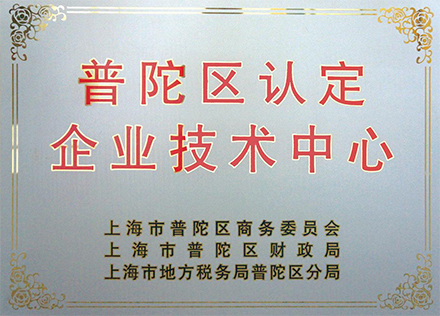 普陀区认定
企业技术中心
上海市普陀区商务委员会
上海市普陀区财政局
上海市地方税务局普陀区分局